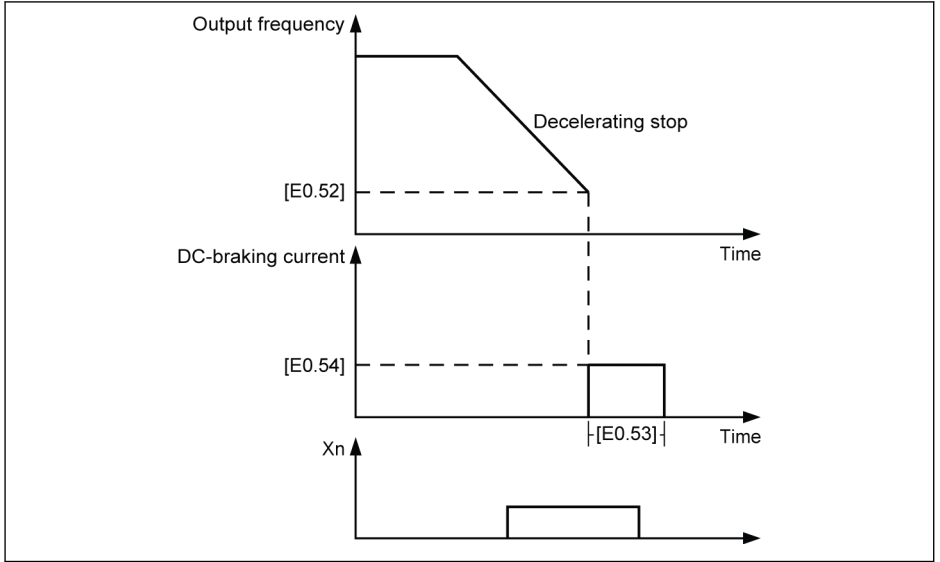 Output frequency
Decelerating stop
[E0.52]
Time
DC-braking current
[E0.54]
[E0.53]
Time
Xn